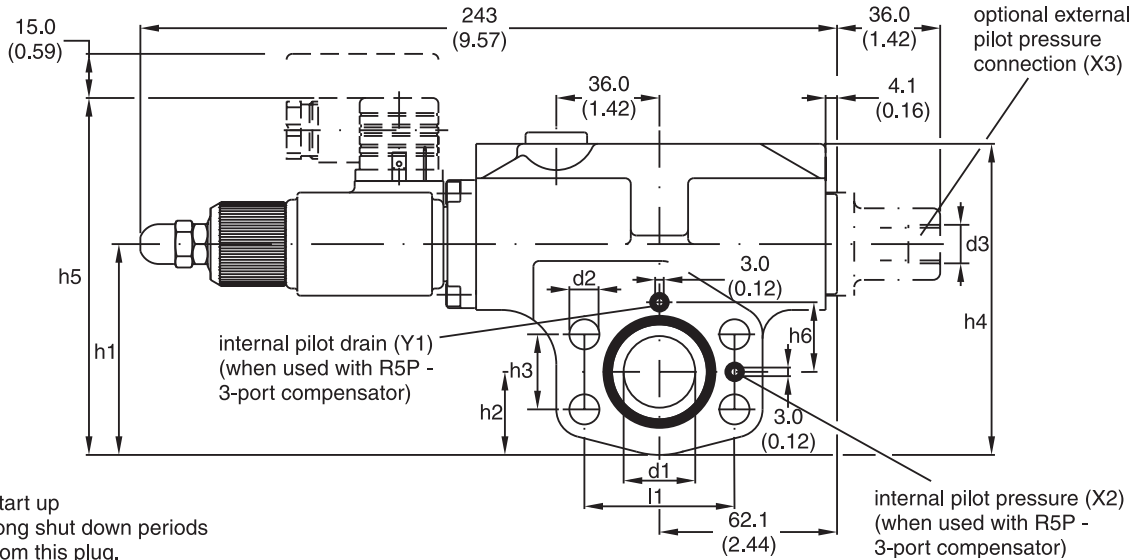 15.0
(0.59)
243
(9.57)
36.0
(1.42)
optional external
pilot pressure
connection (X3)
36.0
(1.42)
4.1
(0.16)
h5
h1
d2
3.0
(0.12)
d3
h4
internal pilot drain (Y1)
(when used with R5P -
3-port compensator)
h3
h2
h6
3.0
(0.12)
d1
l1
62.1
(2.44)
internal pilot pressure (X2)
(when used with R5P -
3-port compensator)
tart up
ong shut down periods
om this plug.